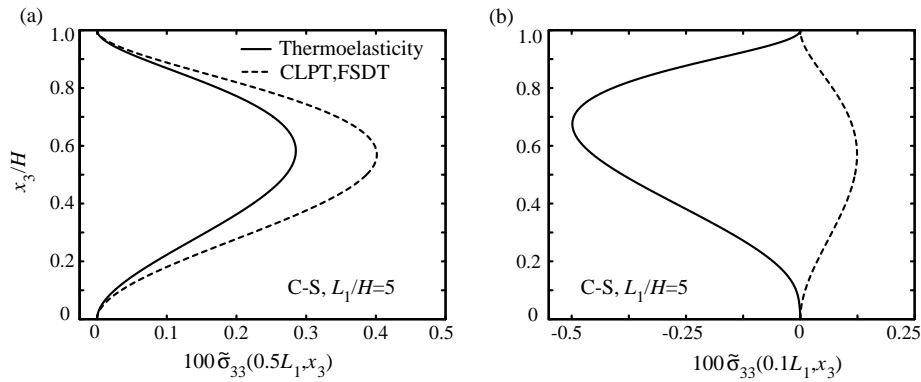 (a)
1.0
0.8
0.6
0.4
0.2
0
x₃/H
Thermoelasticity
CLPT,FSDT
C-S, L₁/H=5
0 0.1 0.2 0.3 0.4 0.5
100 σ̃₃₃(0.5L₁,x₃)
(b)
1.0
0.8
0.6
0.4
0.2
0
C-S, L₁/H=5
-0.5 -0.25 0 0.25
100 σ̃₃₃(0.1L₁,x₃)